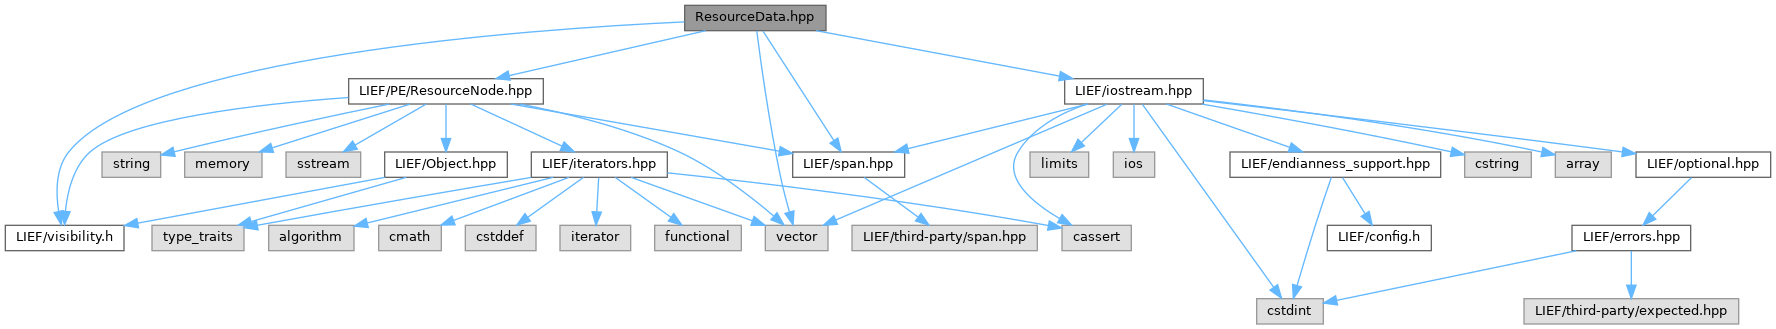 ResourceData.hpp
LIEF/PE/ResourceNode.hpp
LIEF/iostream.hpp
string
memory
sstream
LIEF/Object.hpp
LIEF/iterators.hpp
LIEF/span.hpp
limits
ios
LIEF/endianness_support.hpp
cstring
array
LIEF/optional.hpp
LIEF/visibility.h
type_traits
algorithm
cmath
cstddef
iterator
functional
vector
LIEF/third-party/span.hpp
cassert
LIEF/config.h
LIEF/errors.hpp
cstdint
LIEF/third-party/expected.hpp